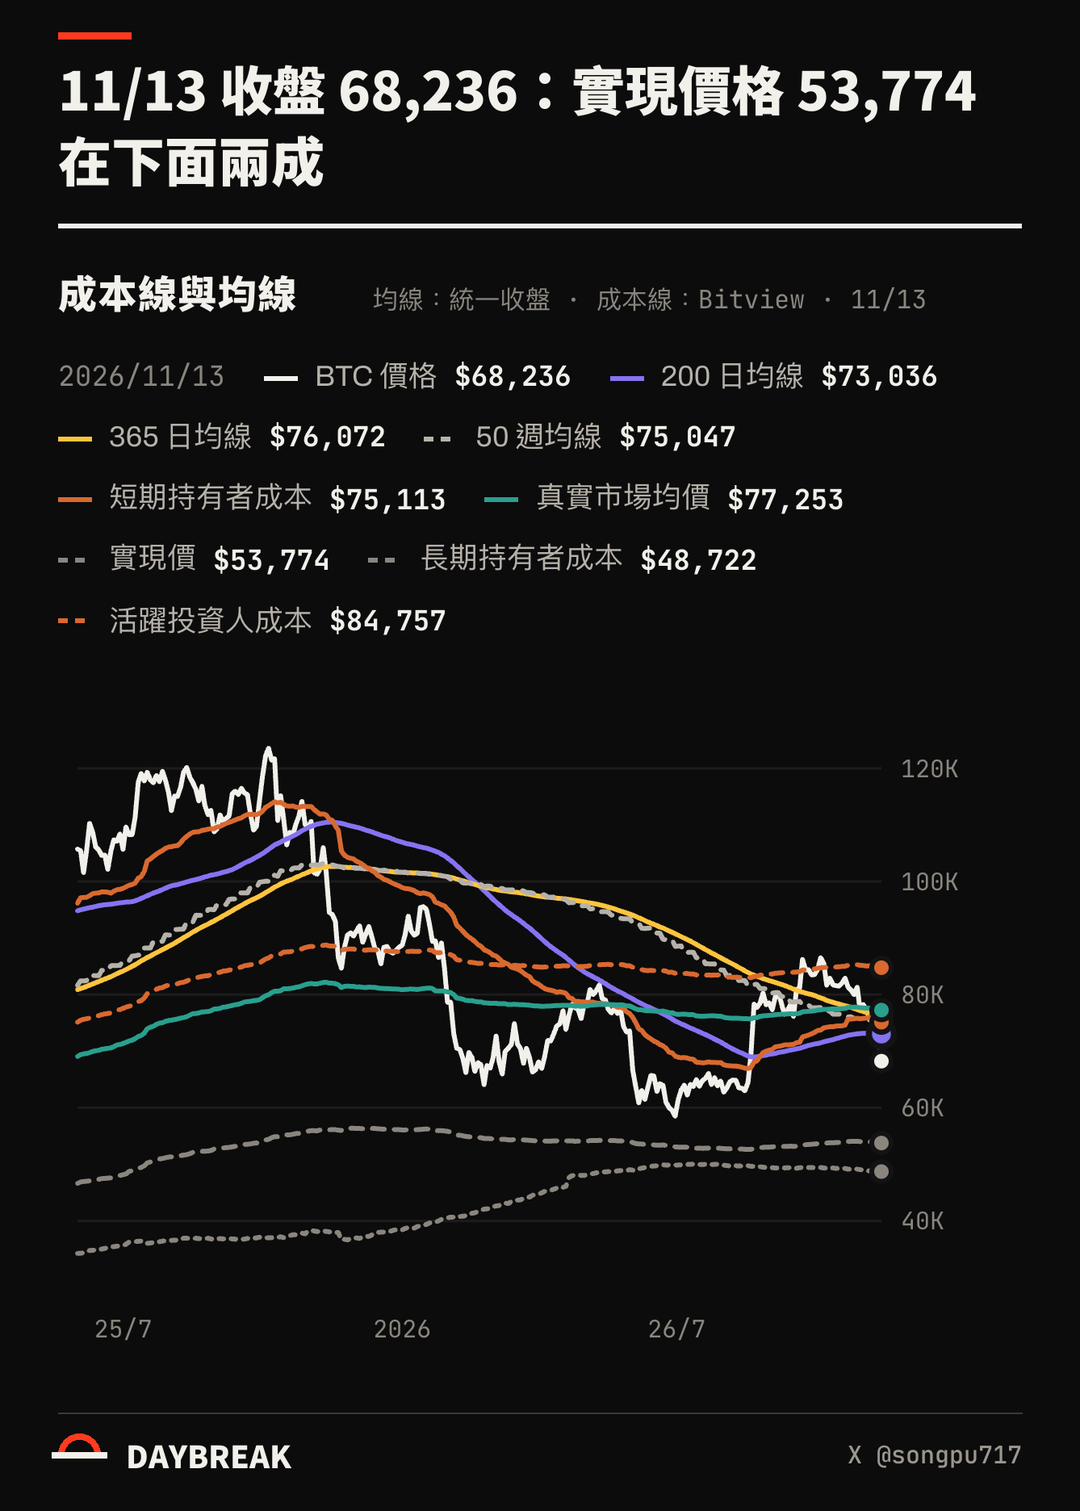 11/13 收盤 68,236：實現價格 53,774
在下面兩成
成本線與均線 均線：統一收盤 · 成本線：Bitview · 11/13
2026/11/13 BTC 價格 $68,236 200 日均線 $73,036
365 日均線 $76,072 50 週均線 $75,047
短期持有者成本 $75,113 真實市場均價 $77,253
實現價 $53,774 長期持有者成本 $48,722
活躍投資人成本 $84,757
120K
100K
80K
60K
40K
25/7 2026 26/7
DAYBREAK X @songpu717